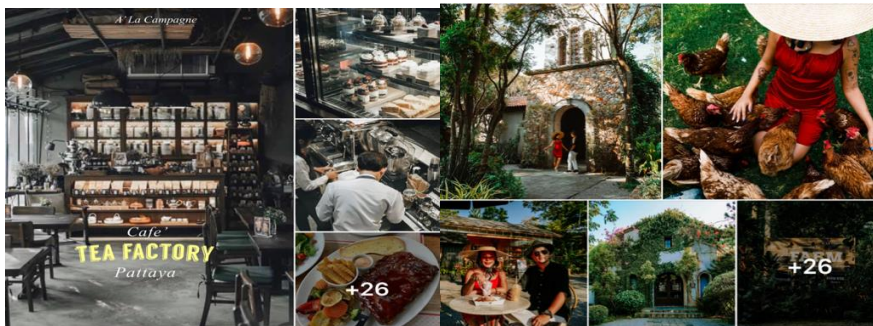 A' La Campagne
Cafe'
TEA FACTORY
Pattaya
+26
+26